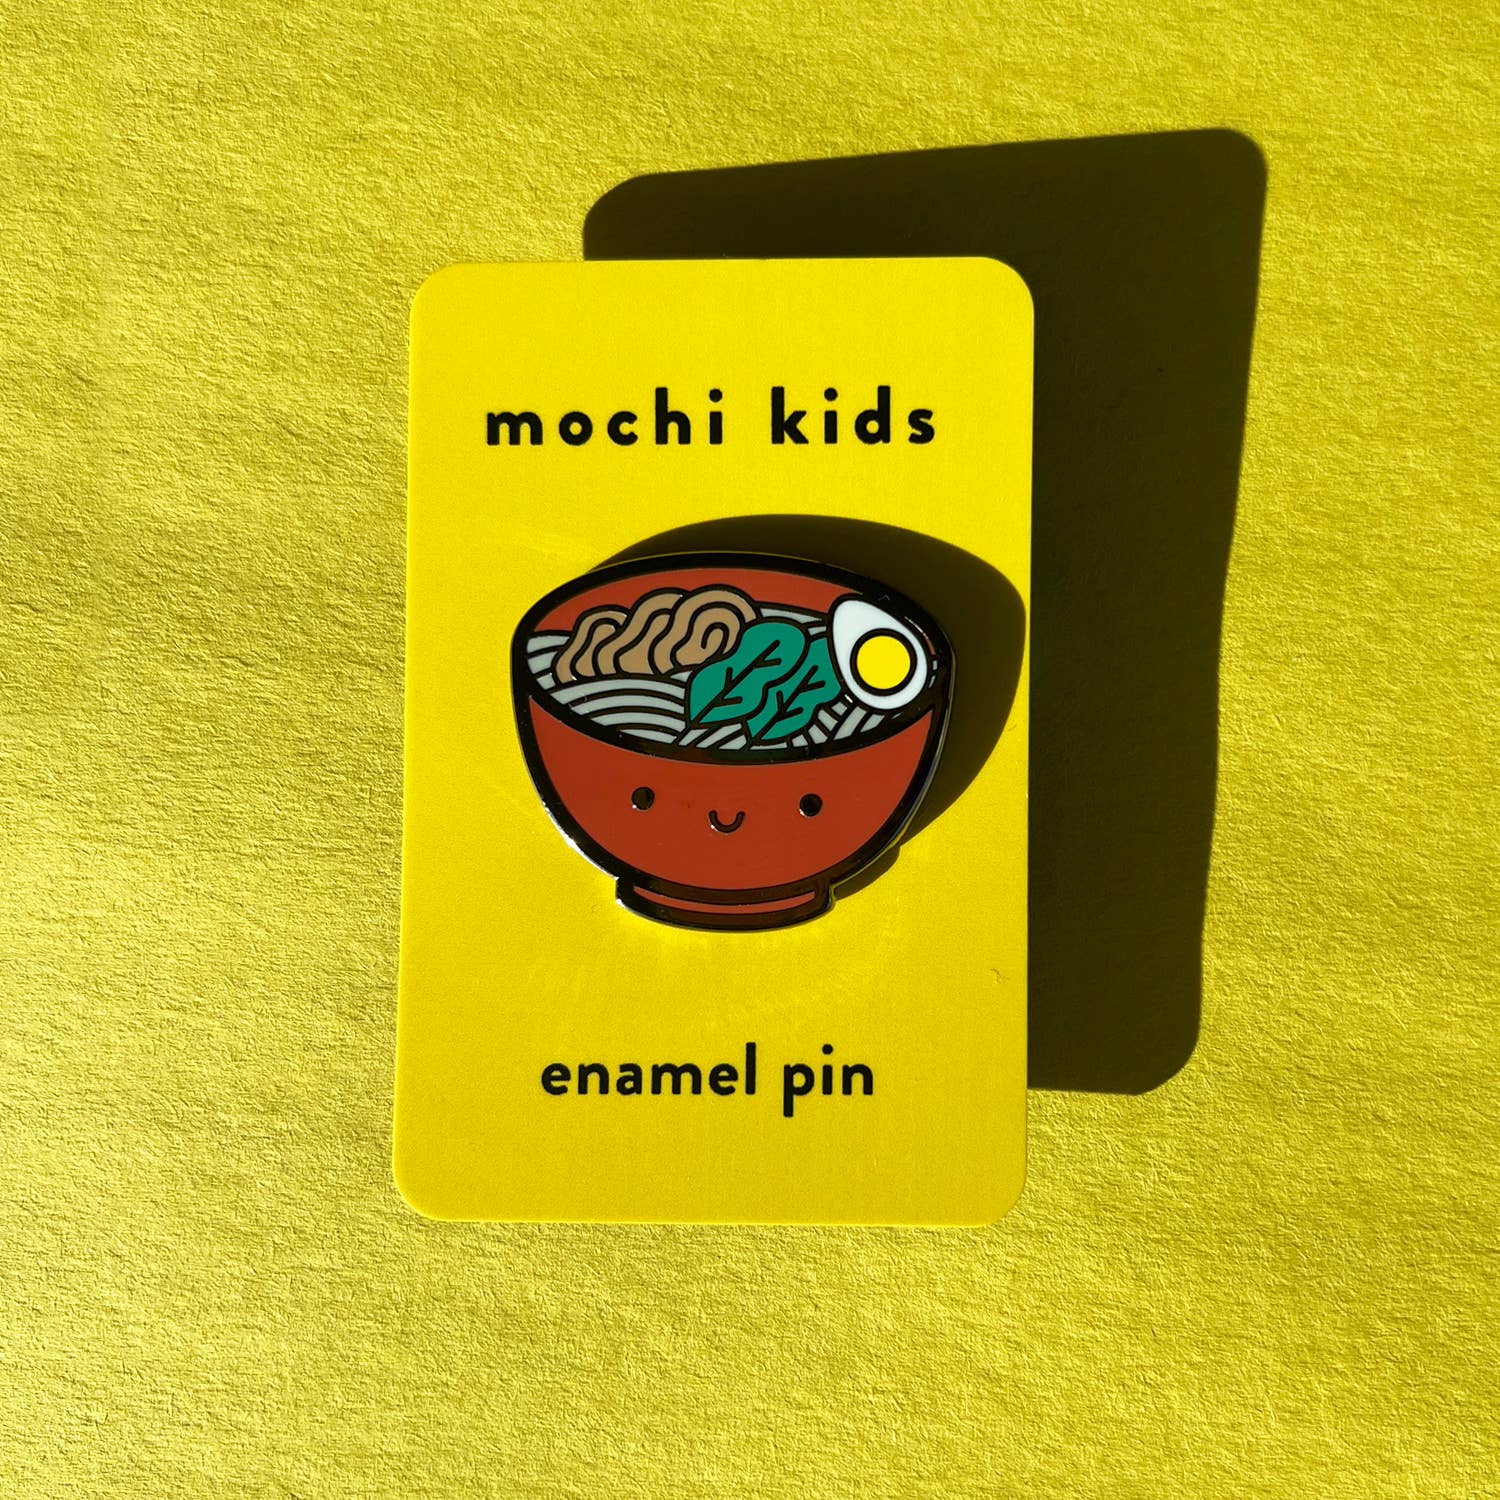 mochi kids
enamel pin